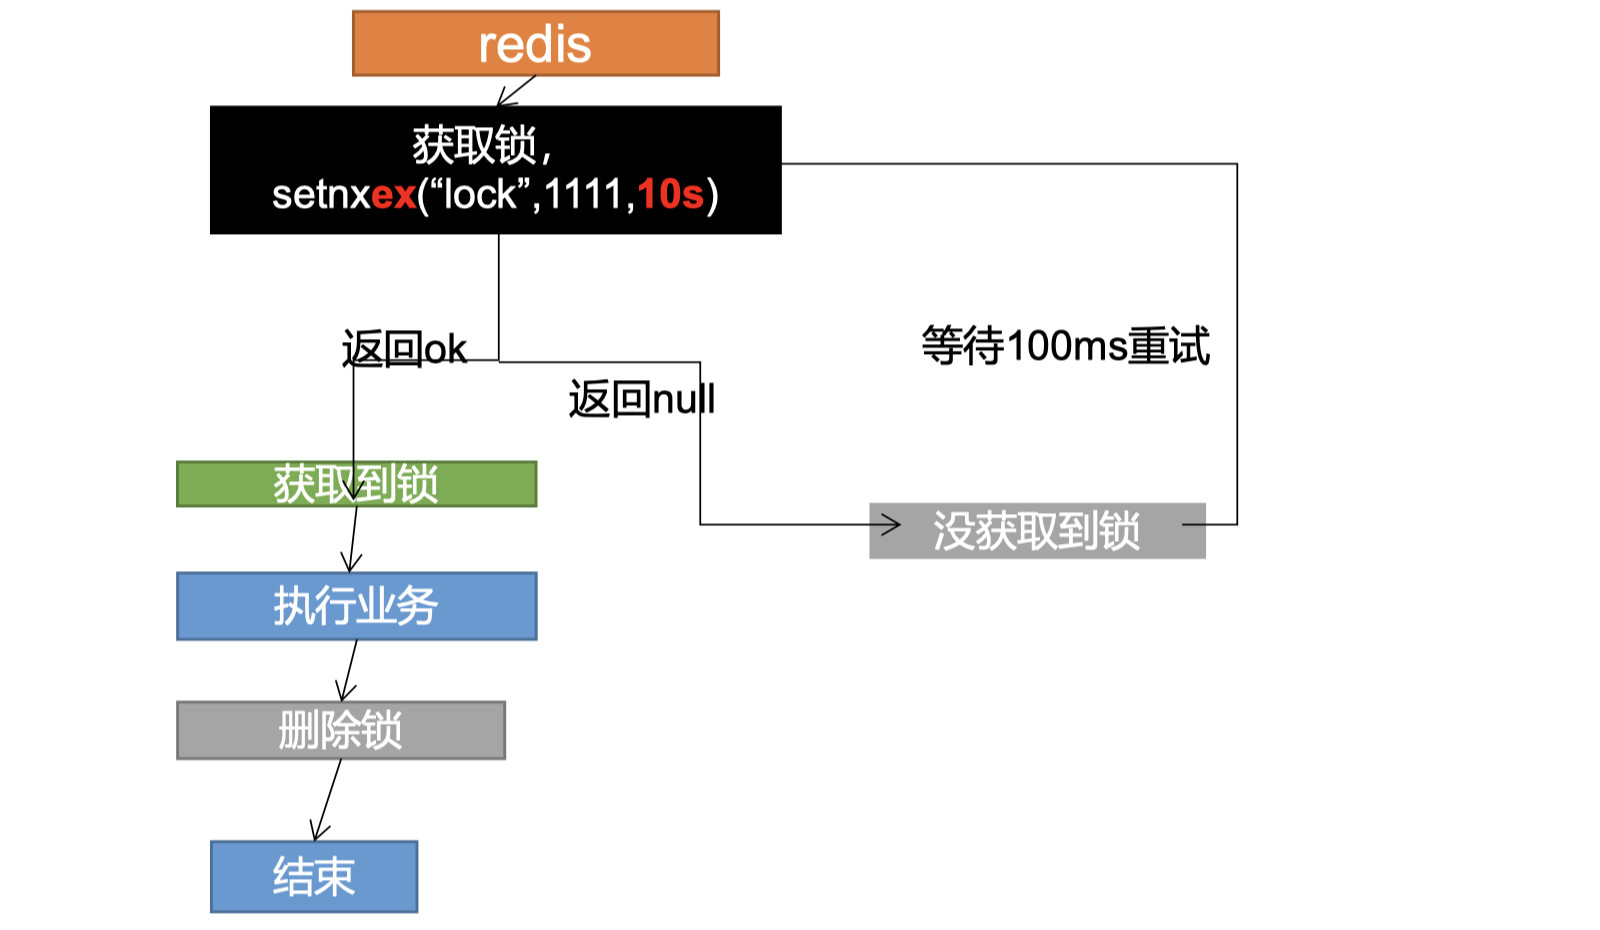 redis
获取锁，
setnxex(“lock”,1111,10s)
返回ok
等待100ms重试
返回null
获取到锁
没获取到锁
执行业务
删除锁
结束